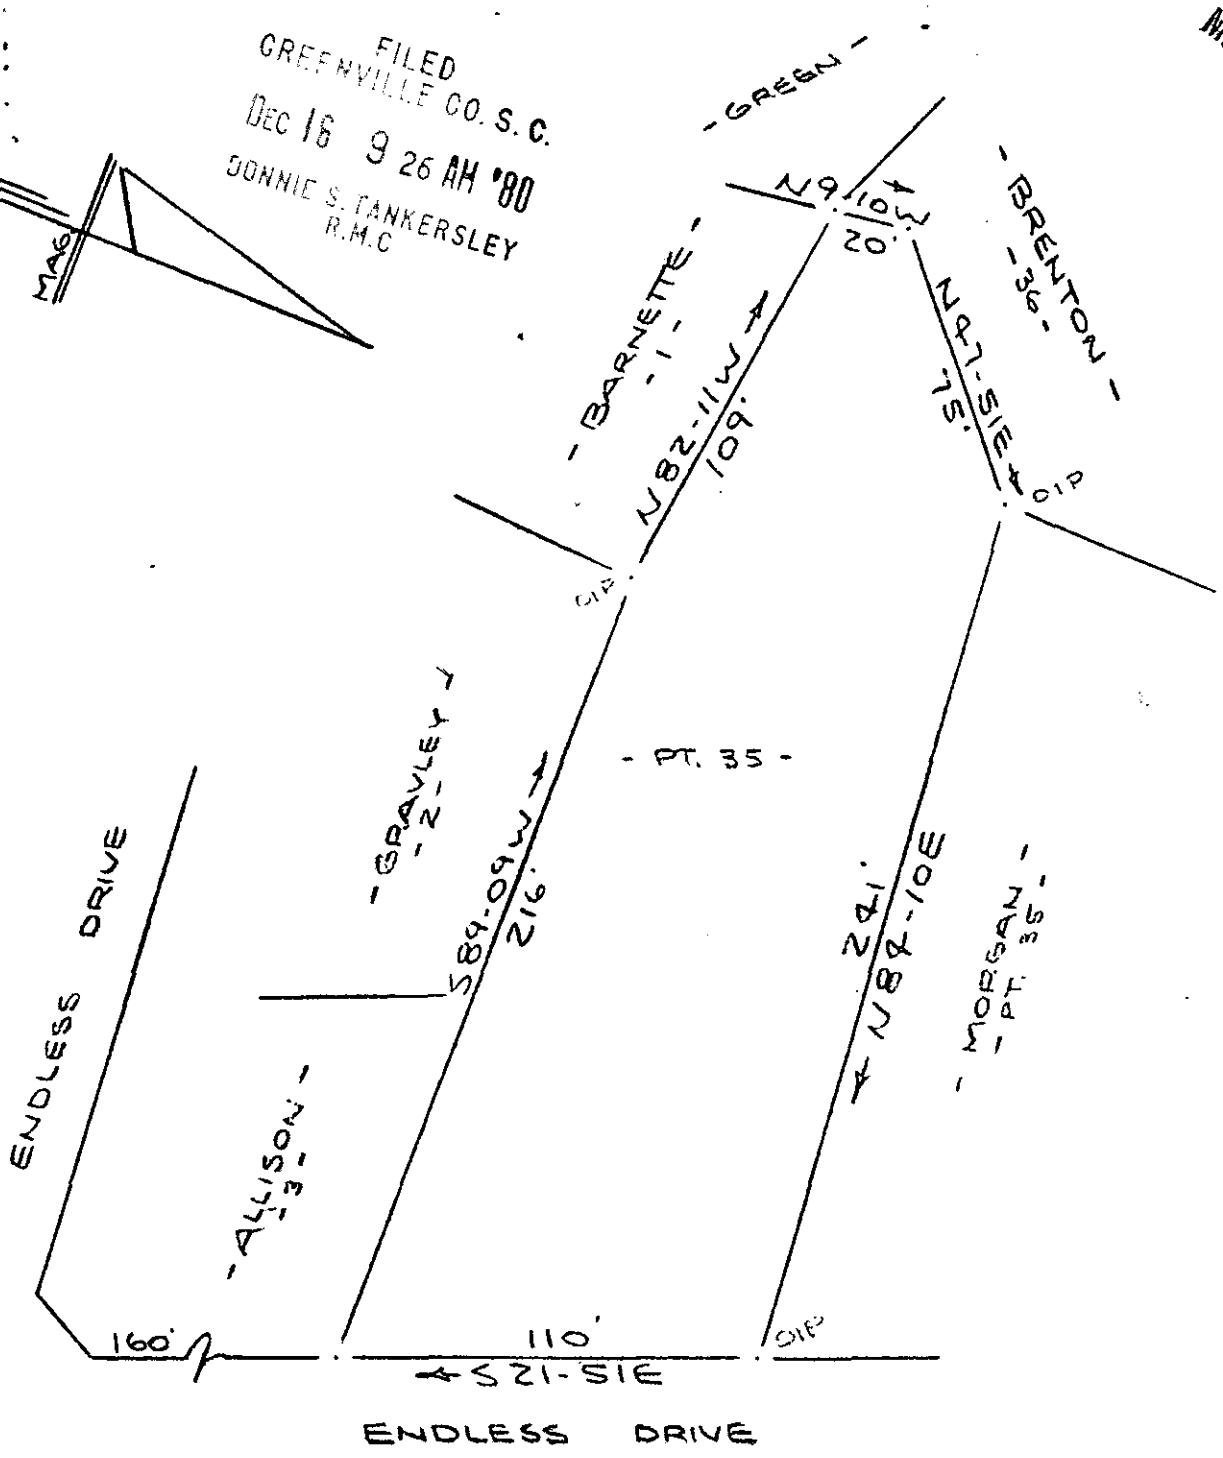 FILED
GREENVILLE CO. S. C.
DEC 16 9 26 AM '80
DONNIE S. TANKERSLEY
R.M.C
MAG
- GREEN -
N9-10W
20'
- BRENTON -
- 36 -
- BARNETTE -
- 1 -
N82-11W
109'
N47-51E
75'
OIP
OIP
- GRAVLEY -
- 2 -
- PT. 35 -
S89-09W
216'
241'
N84-10E
- MORGAN -
- PT. 35 -
ENDLESS DRIVE
- ALLISON -
- 3 -
160'
110'
OIP
S21-51E
ENDLESS DRIVE